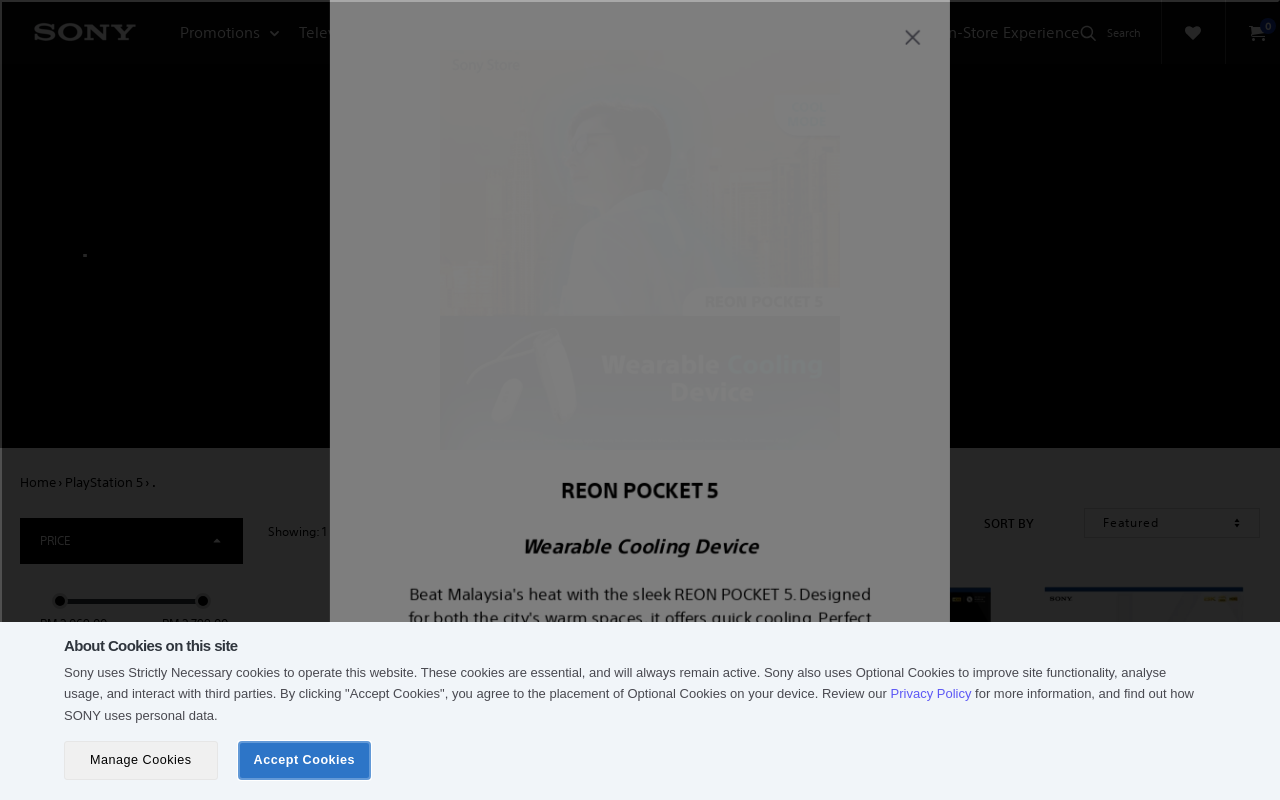 SONY
Promotions
n-Store Experience
Search
0
REON POCKET 5
Wearable Cooling
Device
REON POCKET 5
Wearable Cooling Device
Beat Malaysia's heat with the sleek REON POCKET 5. Designed
for both the city's warm spaces, it offers quick cooling. Perfect
Home › PlayStation 5 › .
PRICE
Showing: 1
SORT BY
Featured
SONY
About Cookies on this site
Sony uses Strictly Necessary cookies to operate this website. These cookies are essential, and will always remain active. Sony also uses Optional Cookies to improve site functionality, analyse
usage, and interact with third parties. By clicking "Accept Cookies", you agree to the placement of Optional Cookies on your device. Review our Privacy Policy for more information, and find out how
SONY uses personal data.
Manage Cookies
Accept Cookies